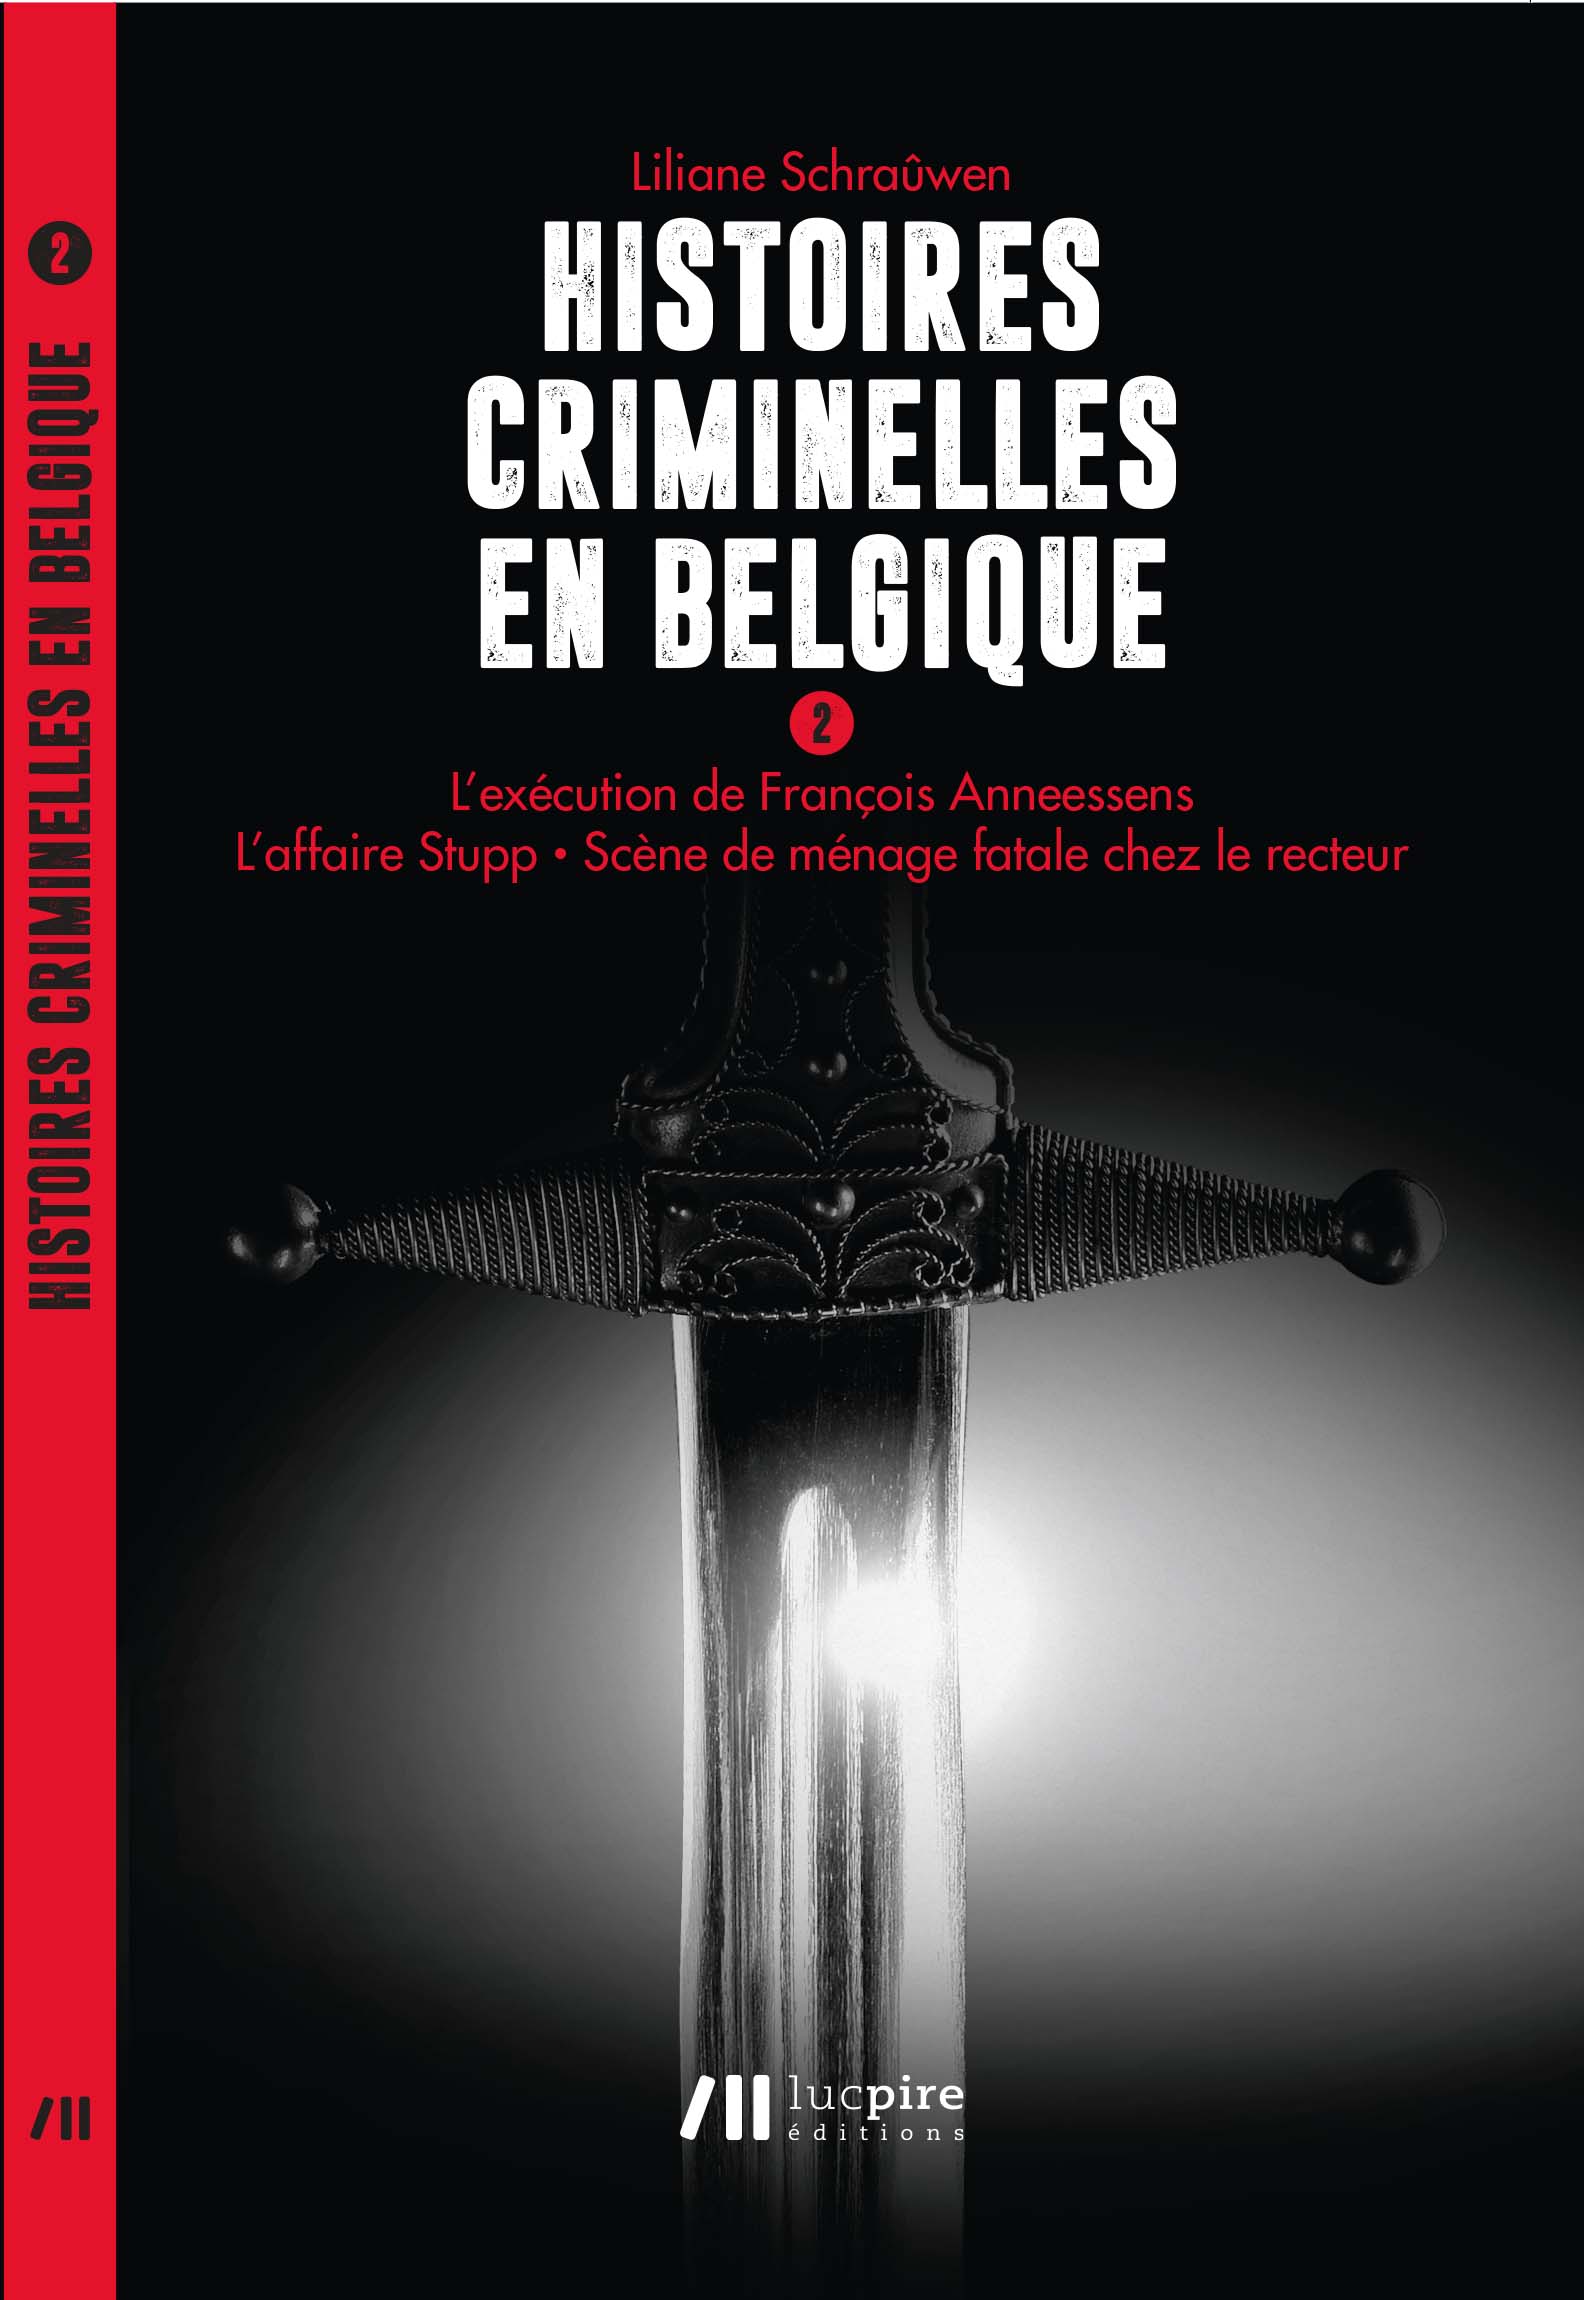 2
HISTOIRES CRIMINELLES EN BELGIQUE
Liliane Schraûwen
HISTOIRES
CRIMINELLES
EN BELGIQUE
2
L’exécution de François Anneessens
L’affaire Stupp • Scène de ménage fatale chez le recteur
lucpire
éditions